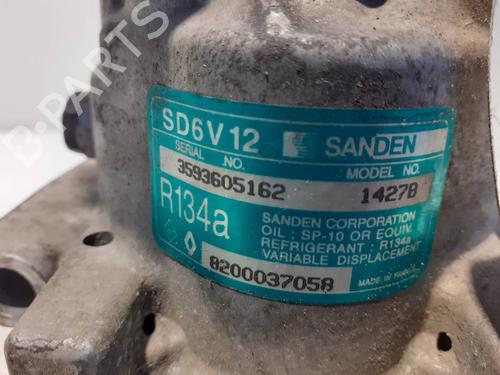 SD6V12 SANDEN
SERIAL NO. MODEL NO.
3593605162 1427B
R134a
SANDEN CORPORATION
OIL : SP-10 OR EQUIV.
REFRIGERANT : R134a
VARIABLE DISPLACEMENT
8200037058
MADE IN FRANCE
B-PARTS